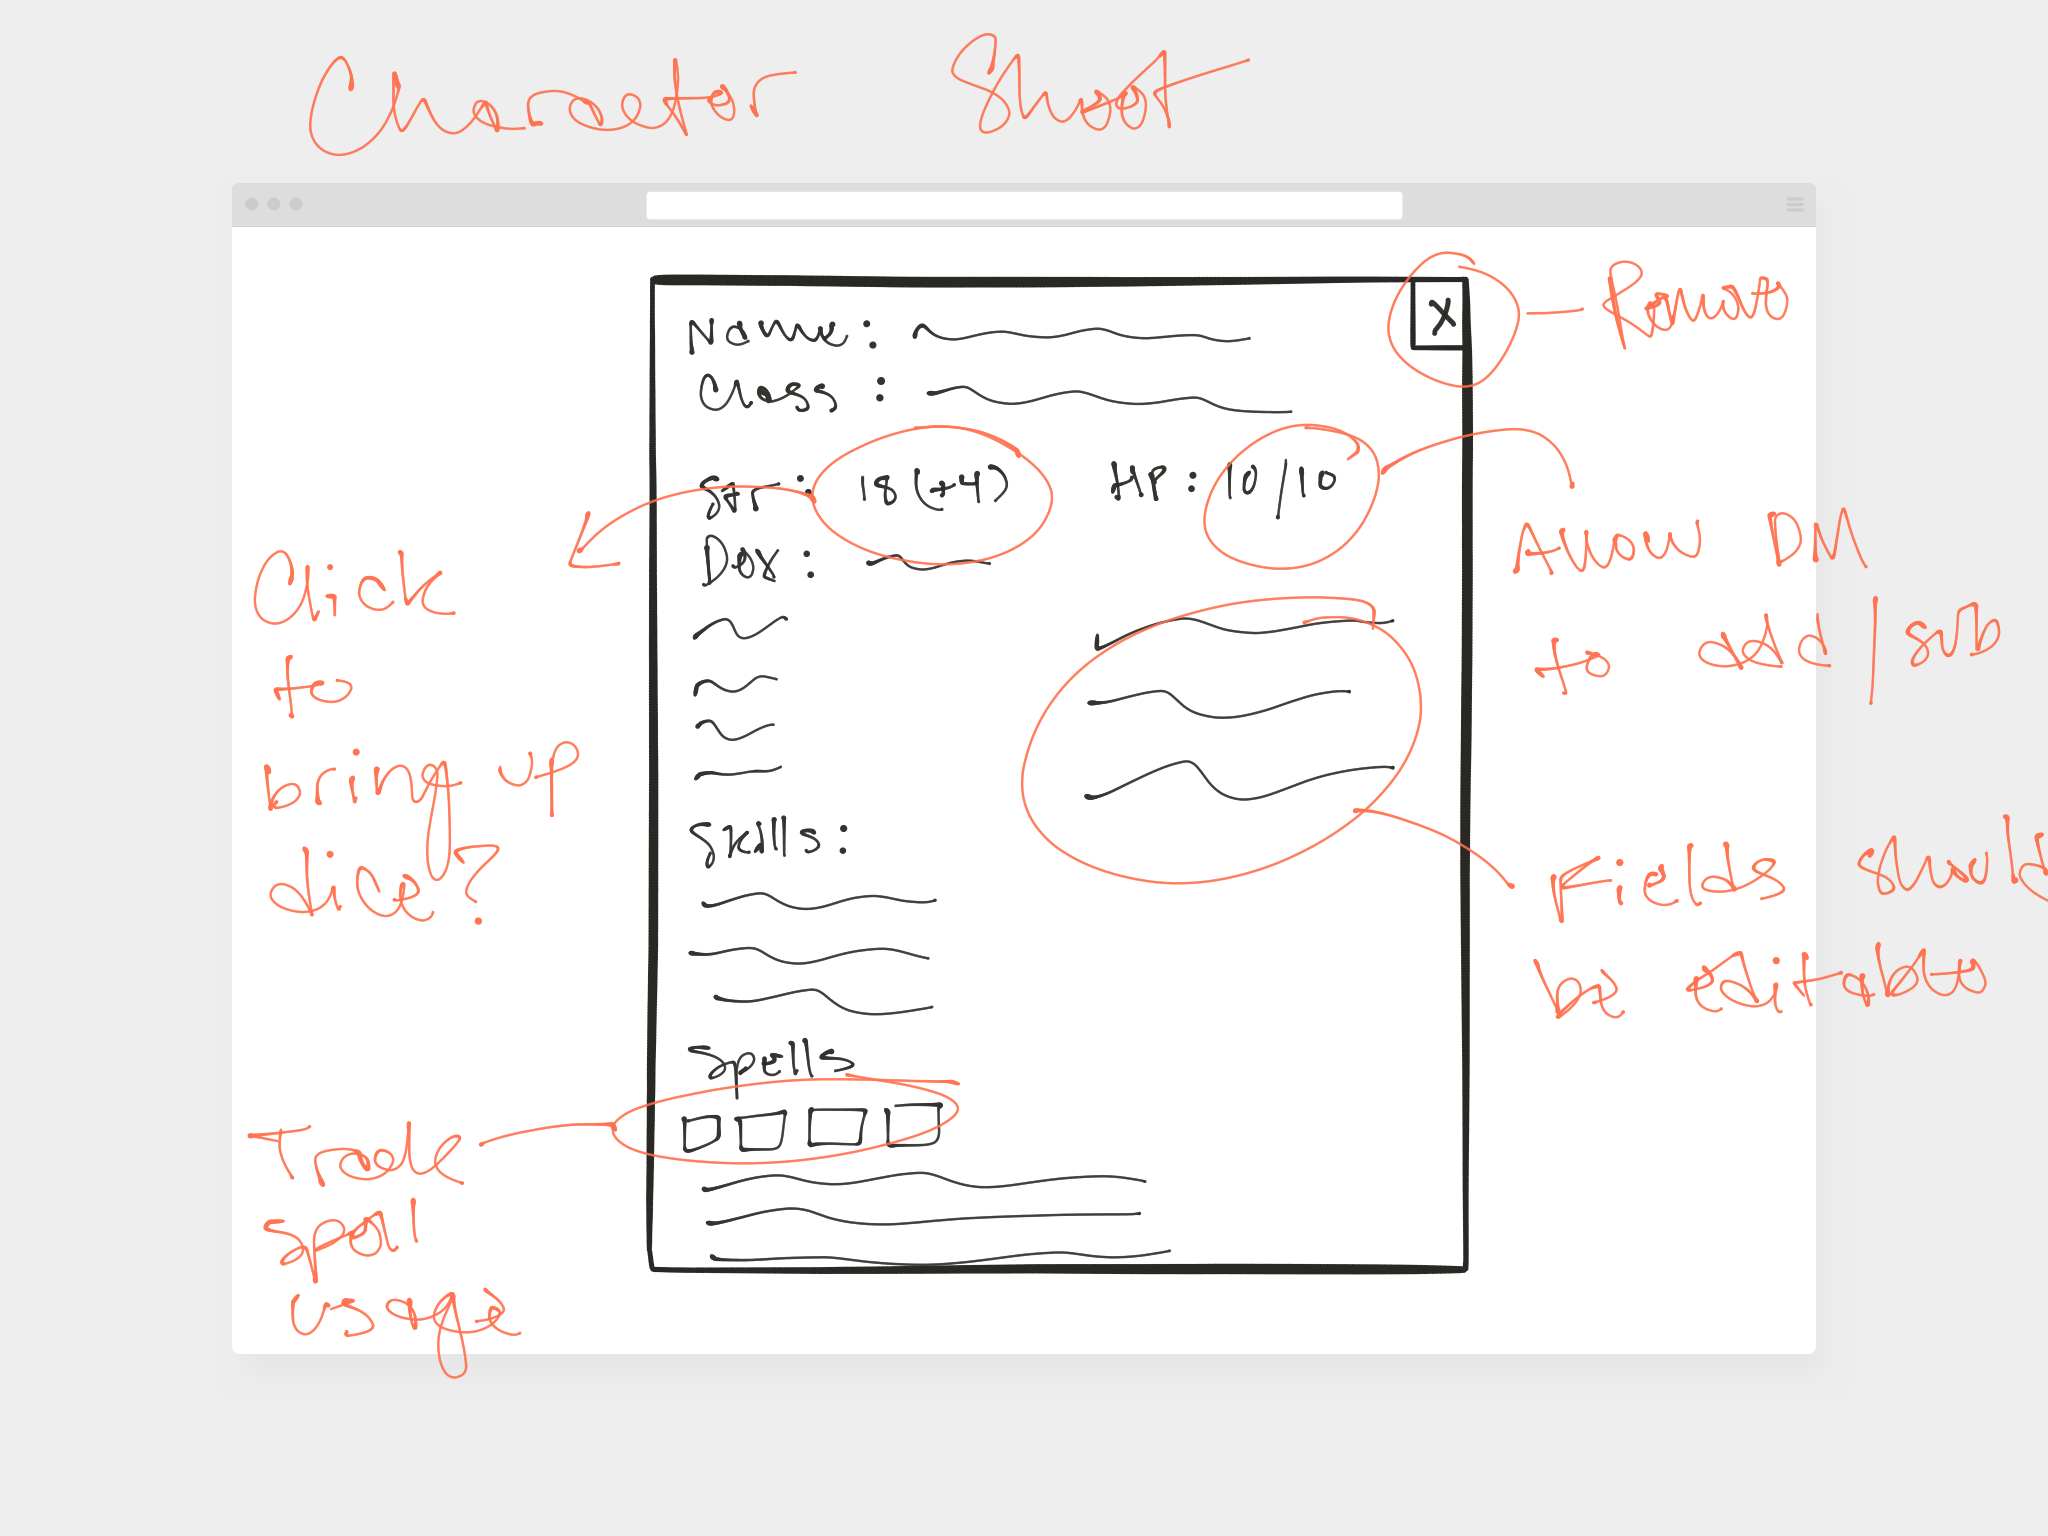 Character Sheet
X
Remove
Name :
Class :
Str : 18 (+4)
HP : 10/10
Dex :
Click
to
bring up
dice?
Allow DM
to add/sub
Skills :
Fields should
be editable
Spells
Track
spell
usage